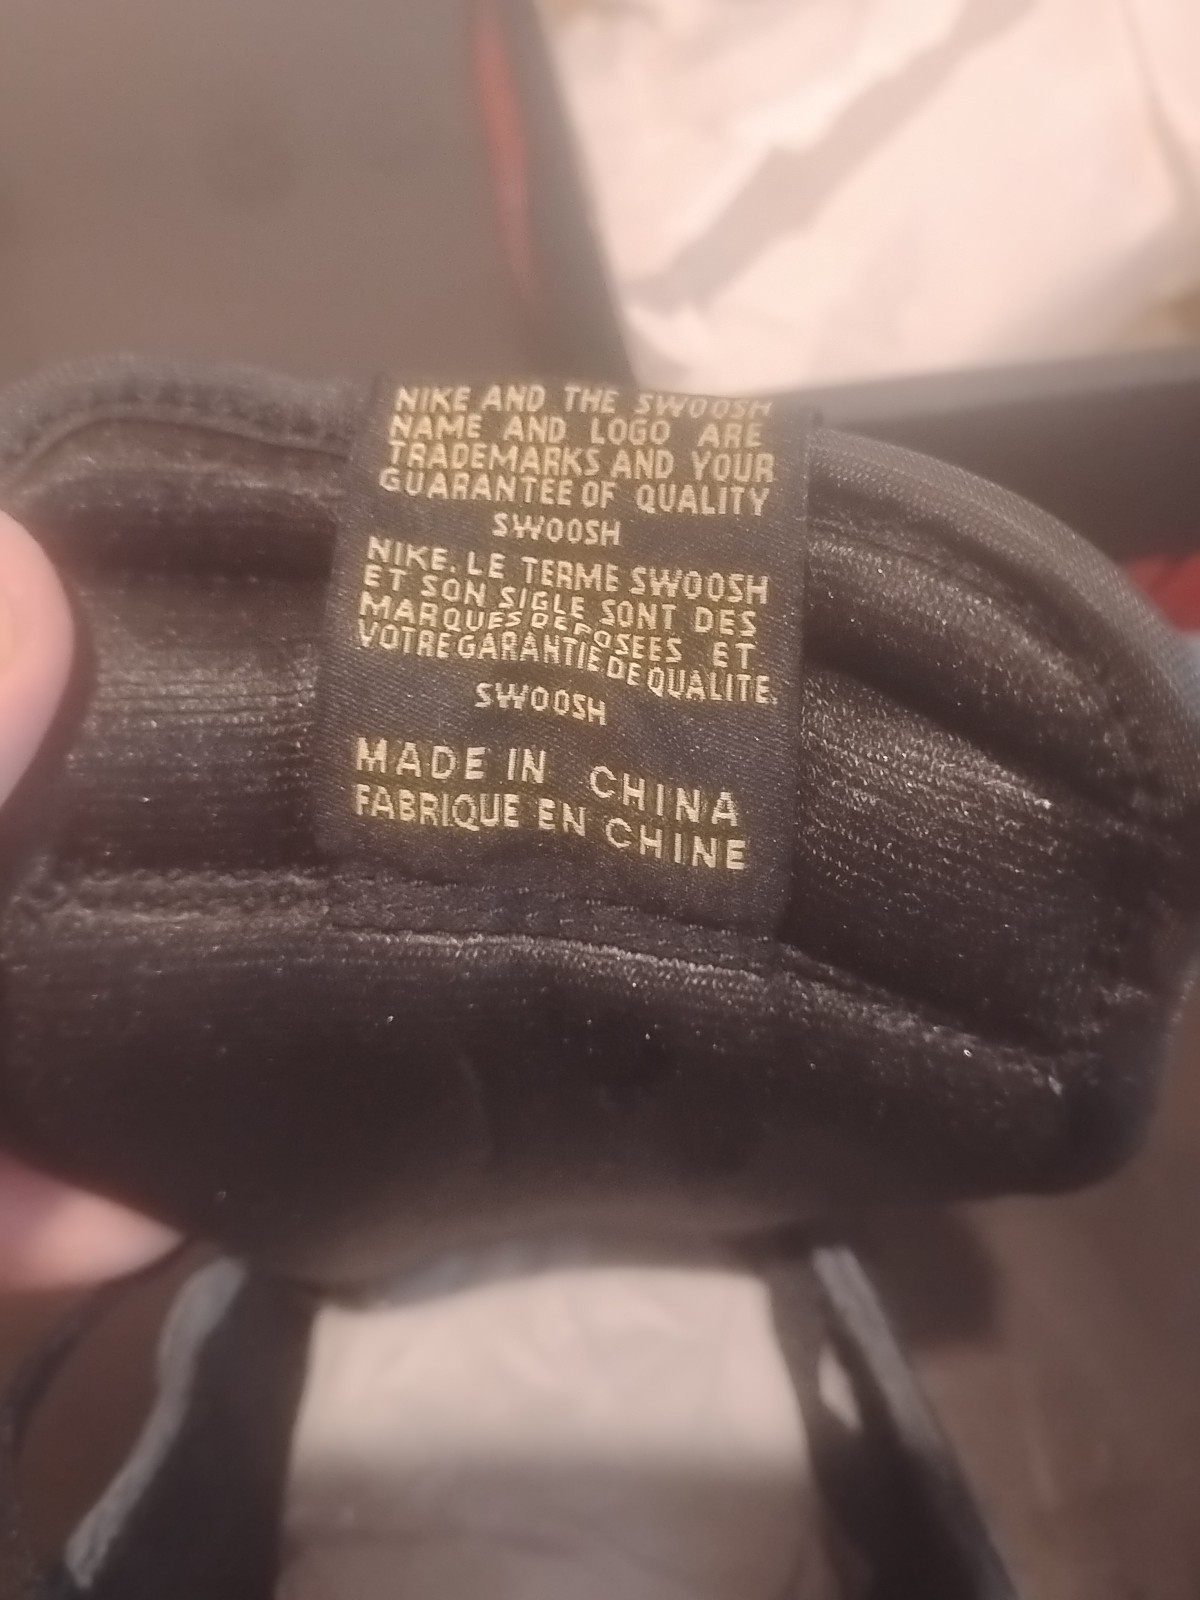 NIKE AND THE SWOOSH
NAME AND LOGO ARE
TRADEMARKS AND YOUR
GUARANTEE OF QUALITY
SWOOSH
NIKE. LE TERME SWOOSH
ET SON SIGLE SONT DES
MARQUES DEPOSEES ET
VOTRE GARANTIE DE QUALITE.
SWOOSH
MADE IN CHINA
FABRIQUE EN CHINE